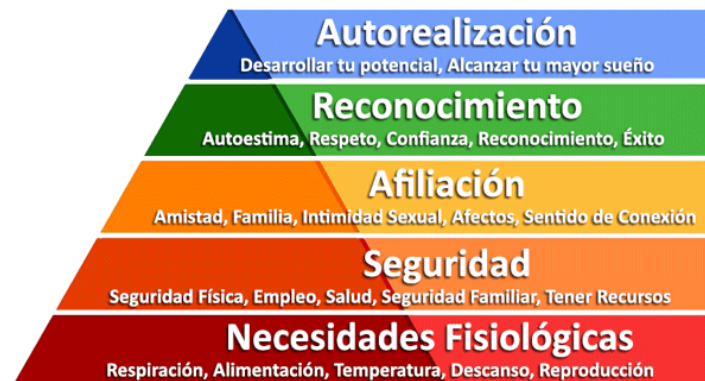 Autorealización
Desarrollar tu potencial, Alcanzar tu mayor sueño
Reconocimiento
Autoestima, Respeto, Confianza, Reconocimiento, Éxito
Afiliación
Amistad, Familia, Intimidad Sexual, Afectos, Sentido de Conexión
Seguridad
Seguridad Física, Empleo, Salud, Seguridad Familiar, Tener Recursos
Necesidades Fisiológicas
Respiración, Alimentación, Temperatura, Descanso, Reproducción